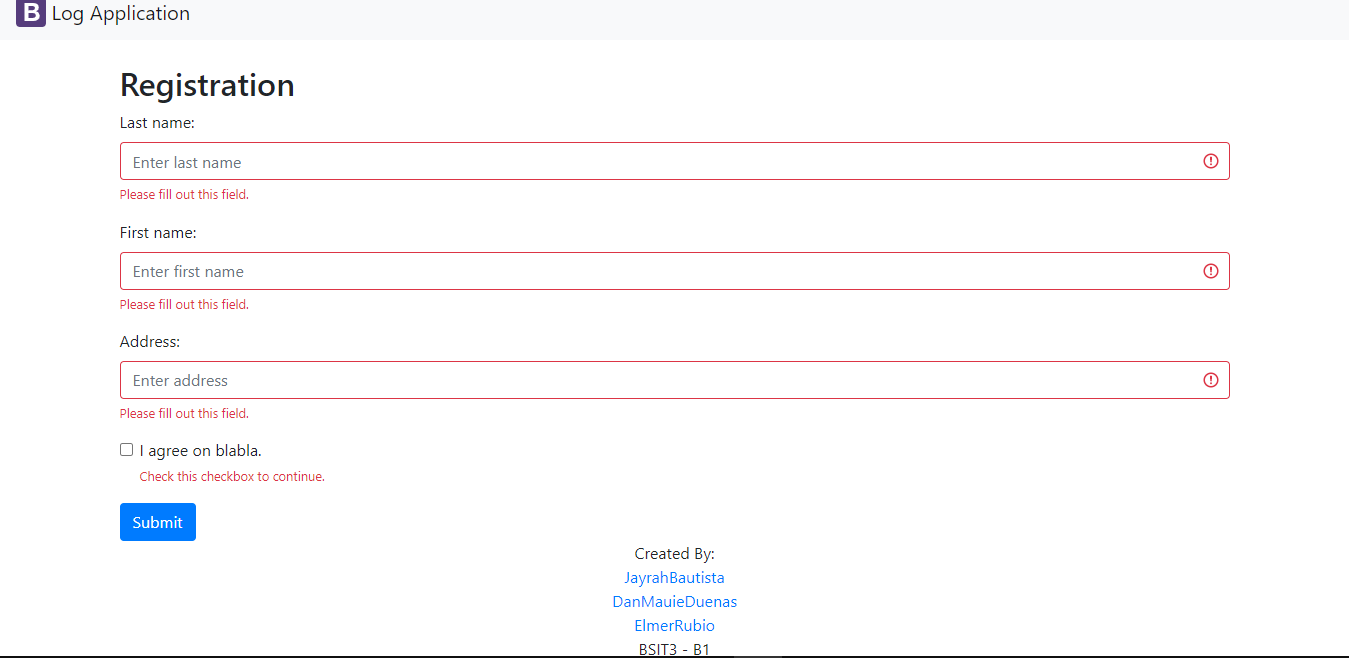 B Log Application
Registration
Last name:
Enter last name
Please fill out this field.
First name:
Enter first name
Please fill out this field.
Address:
Enter address
Please fill out this field.
I agree on blabla.
Check this checkbox to continue.
Submit
Created By:
JayrahBautista
DanMauieDuenas
ElmerRubio
BSIT3 - B1